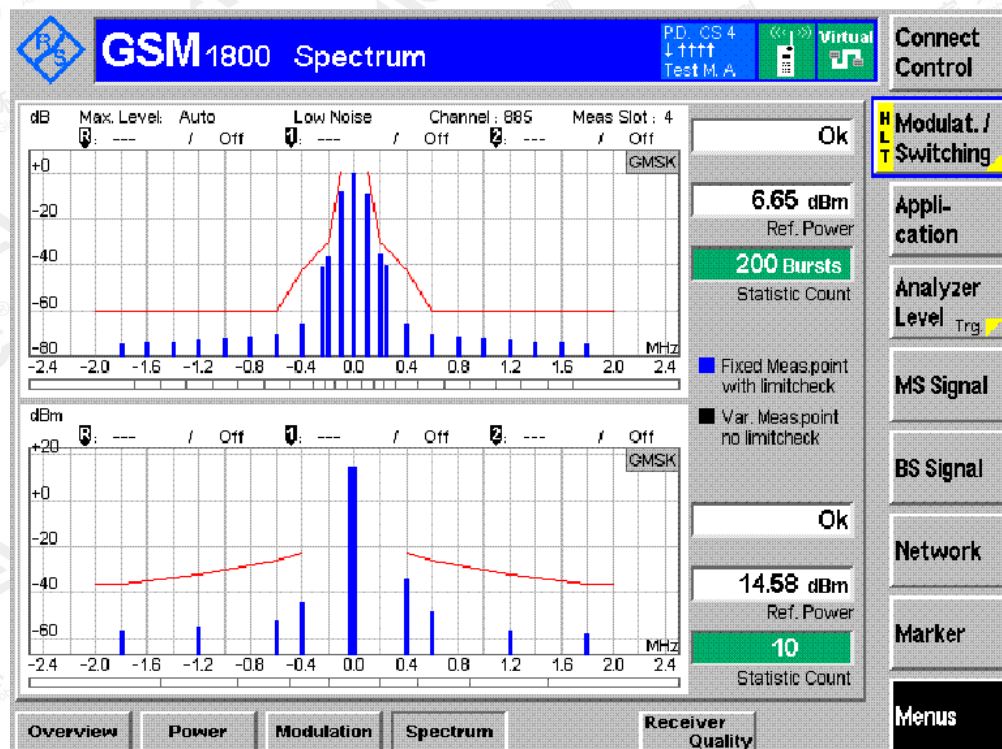 R/S
GSM 1800 Spectrum
P.D. CS 4
↓↑↑↑↑
Test M. A
Virtual
Connect Control
dB Max. Level: Auto Low Noise Channel : 885 Meas Slot : 4
R: --- / Off 1: --- / Off 2: --- / Off
GMSK
+0
-20
-40
-60
-80
MHz
-2.4 -2.0 -1.6 -1.2 -0.8 -0.4 0.0 0.4 0.8 1.2 1.6 2.0 2.4
Ok
6.65 dBm
Ref. Power
200 Bursts
Statistic Count
Fixed Meas.point
with limitcheck
Var. Meas.point
no limitcheck
dBm
R: --- / Off 1: --- / Off 2: --- / Off
GMSK
+20
+0
-20
-40
-60
MHz
-2.4 -2.0 -1.6 -1.2 -0.8 -0.4 0.0 0.4 0.8 1.2 1.6 2.0 2.4
Ok
14.58 dBm
Ref. Power
10
Statistic Count
HLT
Modulat. /
Switching
Appli-
cation
Analyzer
Level Trg.
MS Signal
BS Signal
Network
Marker
Menus
Overview Power Modulation Spectrum Receiver
Quality